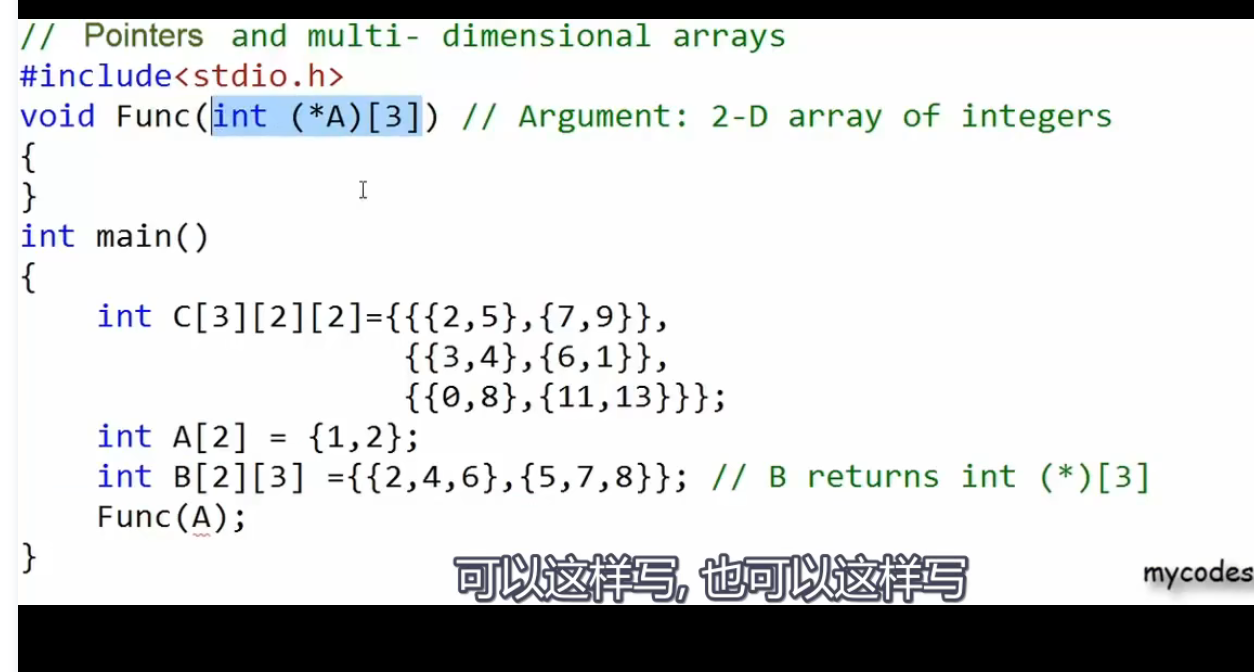 // Pointers and multi- dimensional arrays
#include<stdio.h>
void Func(int (*A)[3]) // Argument: 2-D array of integers
{
}
int main()
{
int C[3][2][2]={{{2,5},{7,9}},
{{3,4},{6,1}},
{{0,8},{11,13}}};
int A[2] = {1,2};
int B[2][3] ={{2,4,6},{5,7,8}}; // B returns int (*)[3]
Func(A);
}
可以这样写, 也可以这样写
mycodes